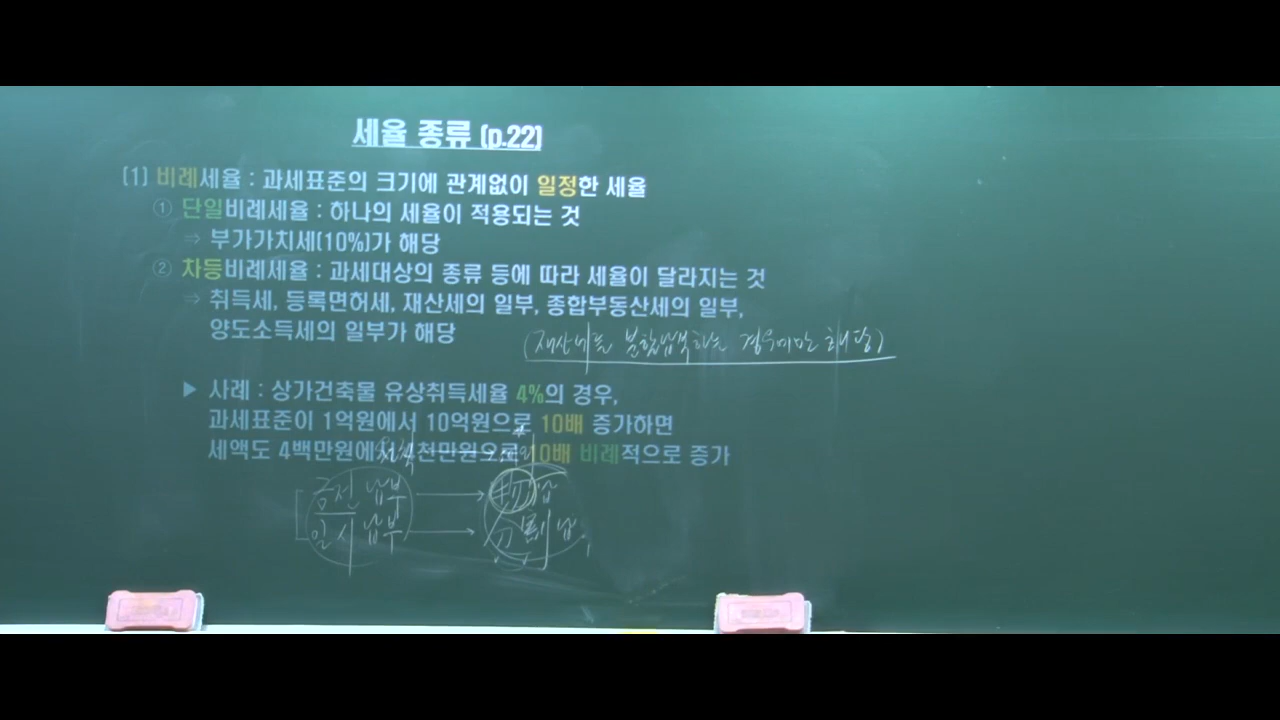 세율 종류 (p.22)
(1) 비례세율 : 과세표준의 크기에 관계없이 일정한 세율
① 단일비례세율 : 하나의 세율이 적용되는 것
⇒ 부가가치세(10%)가 해당
② 차등비례세율 : 과세대상의 종류 등에 따라 세율이 달라지는 것
⇒ 취득세, 등록면허세, 재산세의 일부, 종합부동산세의 일부,
양도소득세의 일부가 해당
(재산세를 분할납부하는 경우에만 해당)
▶ 사례 : 상가건축물 유상취득세율 4%의 경우,
과세표준이 1억원에서 10억원으로 10배 증가하면
세액도 4백만원에 천만원으로 10배 비례적으로 증가
원칙
금전 납부 → 物납
일시 납부 → 分割 납